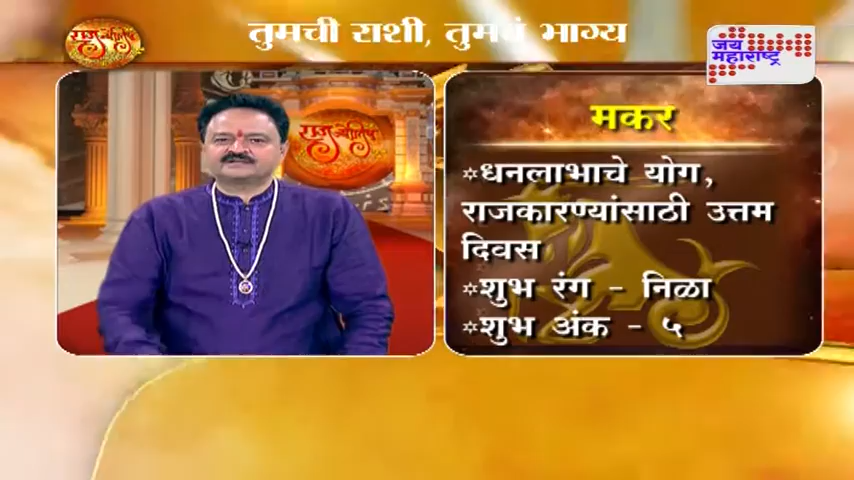 तुमची राशी, तुमचं भाग्य
राज ज्योतिष
जय
महाराष्ट्र
राज ज्योतिष
मकर
✲धनलाभाचे योग,
राजकारण्यांसाठी उत्तम
दिवस
✲शुभ रंग - निळा
✲शुभ अंक - ५